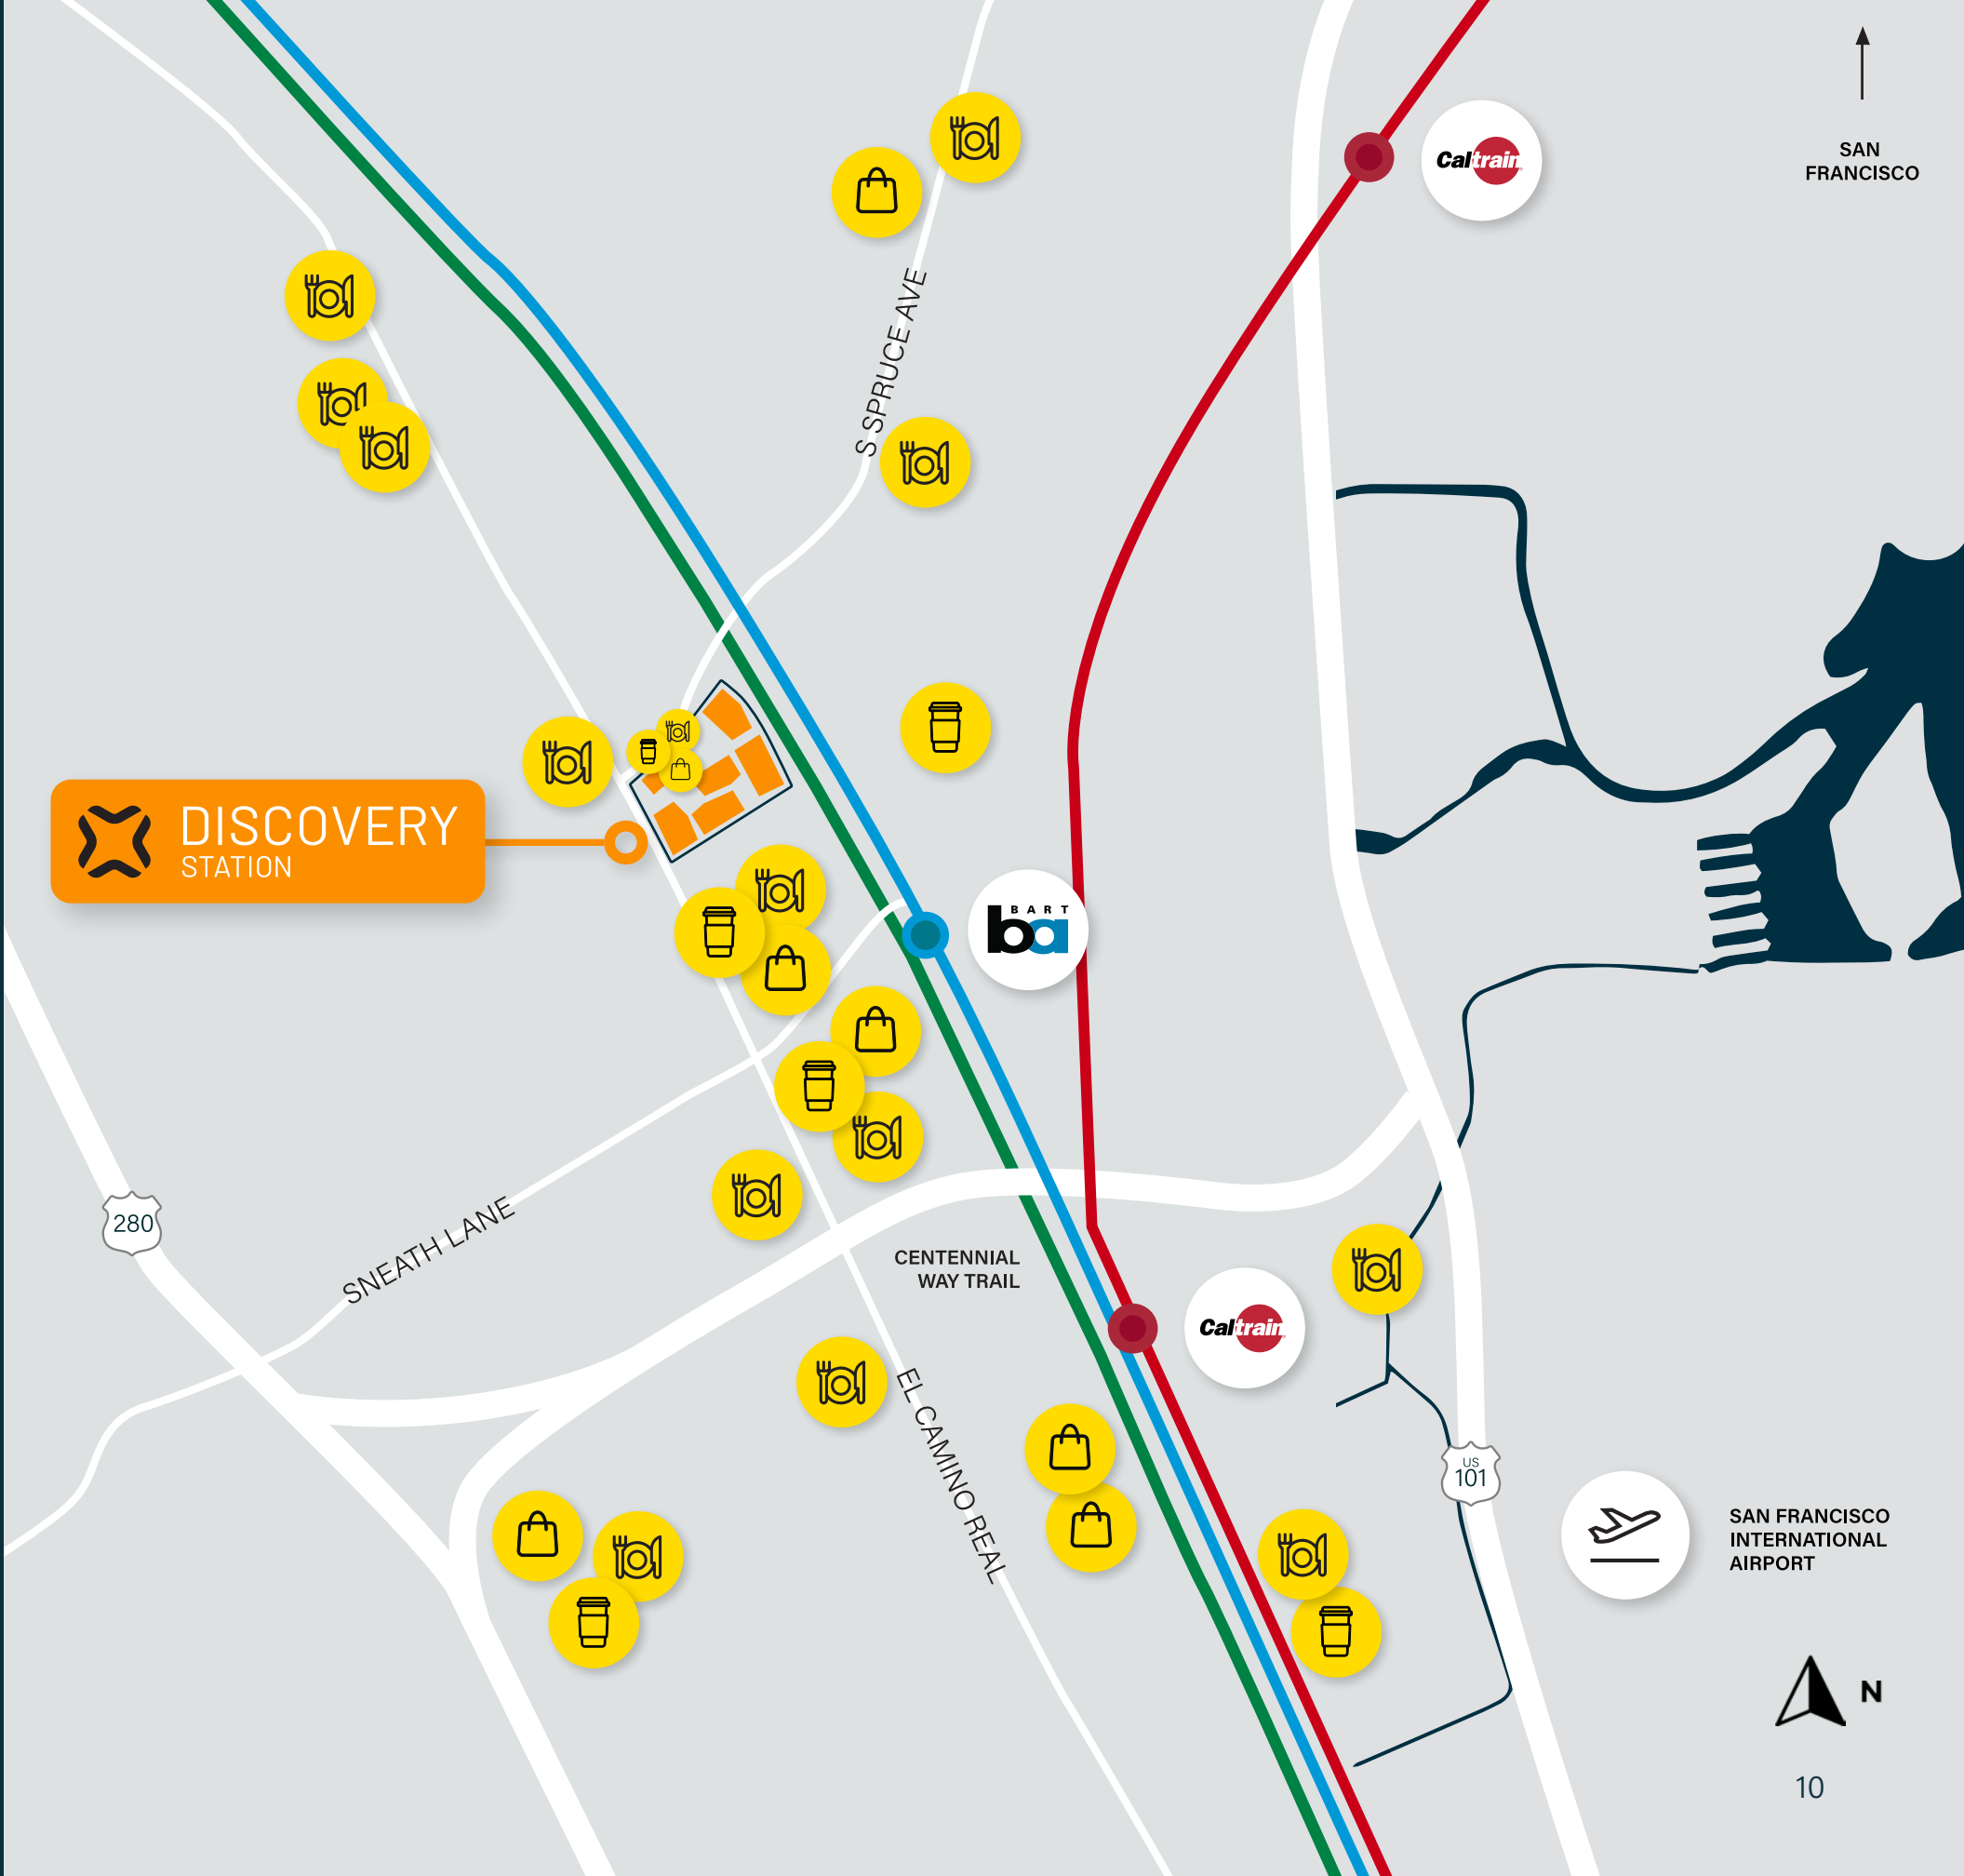 Caltrain
SAN
FRANCISCO
S SPRUCE AVE
DISCOVERY
STATION
BART
ba
280
SNEATH LANE
CENTENNIAL
WAY TRAIL
Caltrain
EL CAMINO REAL
US
101
SAN FRANCISCO
INTERNATIONAL
AIRPORT
N
10